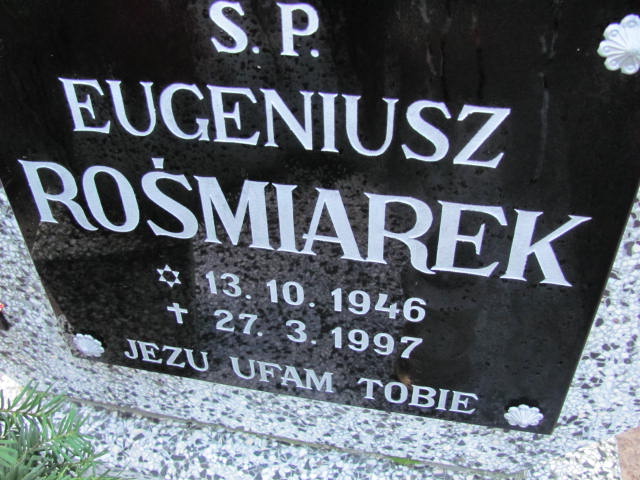 S. P.
EUGENIUSZ
ROŚMIAREK
✡ 13. 10. 1946
✝ 27. 3. 1997
JEZU UFAM TOBIE